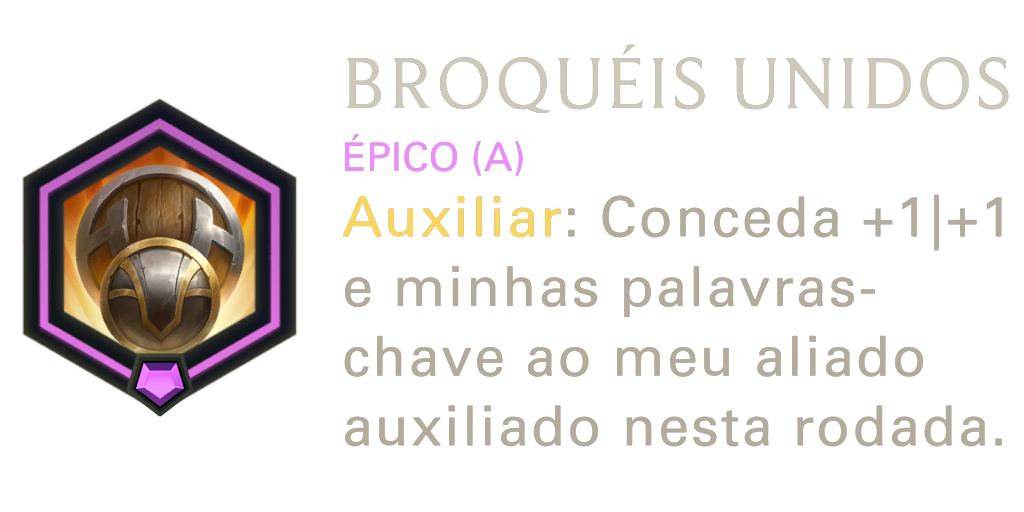 BROQUÉIS UNIDOS
ÉPICO (A)
Auxiliar: Conceda +1|+1
e minhas palavras-
chave ao meu aliado
auxiliado nesta rodada.